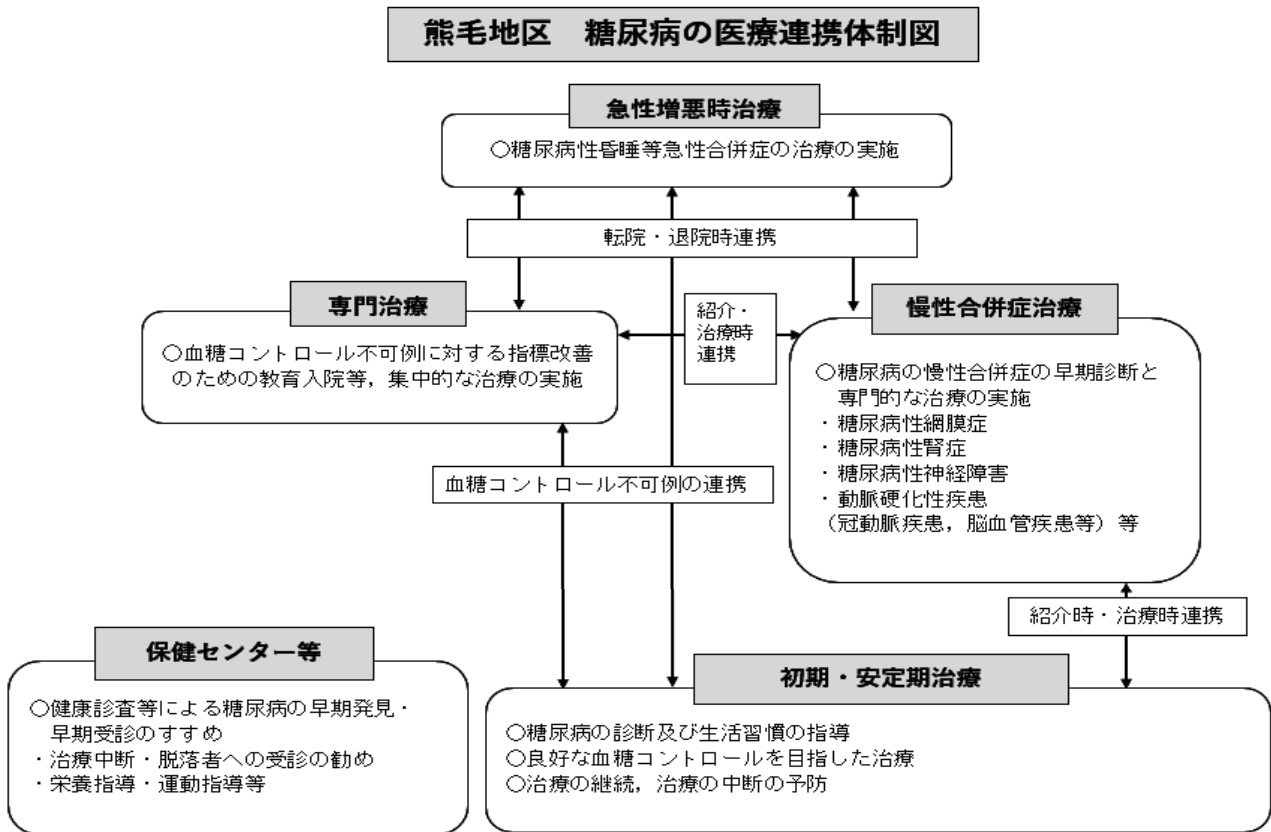 熊毛地区　糖尿病の医療連携体制図
急性増悪時治療
○糖尿病性昏睡等急性合併症の治療の実施
転院・退院時連携
専門治療
○血糖コントロール不可例に対する指標改善
のための教育入院等，集中的な治療の実施
紹介・
治療時
連携
慢性合併症治療
○糖尿病の慢性合併症の早期診断と
専門的な治療の実施
・糖尿病性網膜症
・糖尿病性腎症
・糖尿病性神経障害
・動脈硬化性疾患
（冠動脈疾患，脳血管疾患等）等
血糖コントロール不可例の連携
紹介時・治療時連携
保健センター等
○健康診査等による糖尿病の早期発見・
早期受診のすすめ
・治療中断・脱落者への受診の勧め
・栄養指導・運動指導等
初期・安定期治療
○糖尿病の診断及び生活習慣の指導
○良好な血糖コントロールを目指した治療
○治療の継続，治療の中断の予防